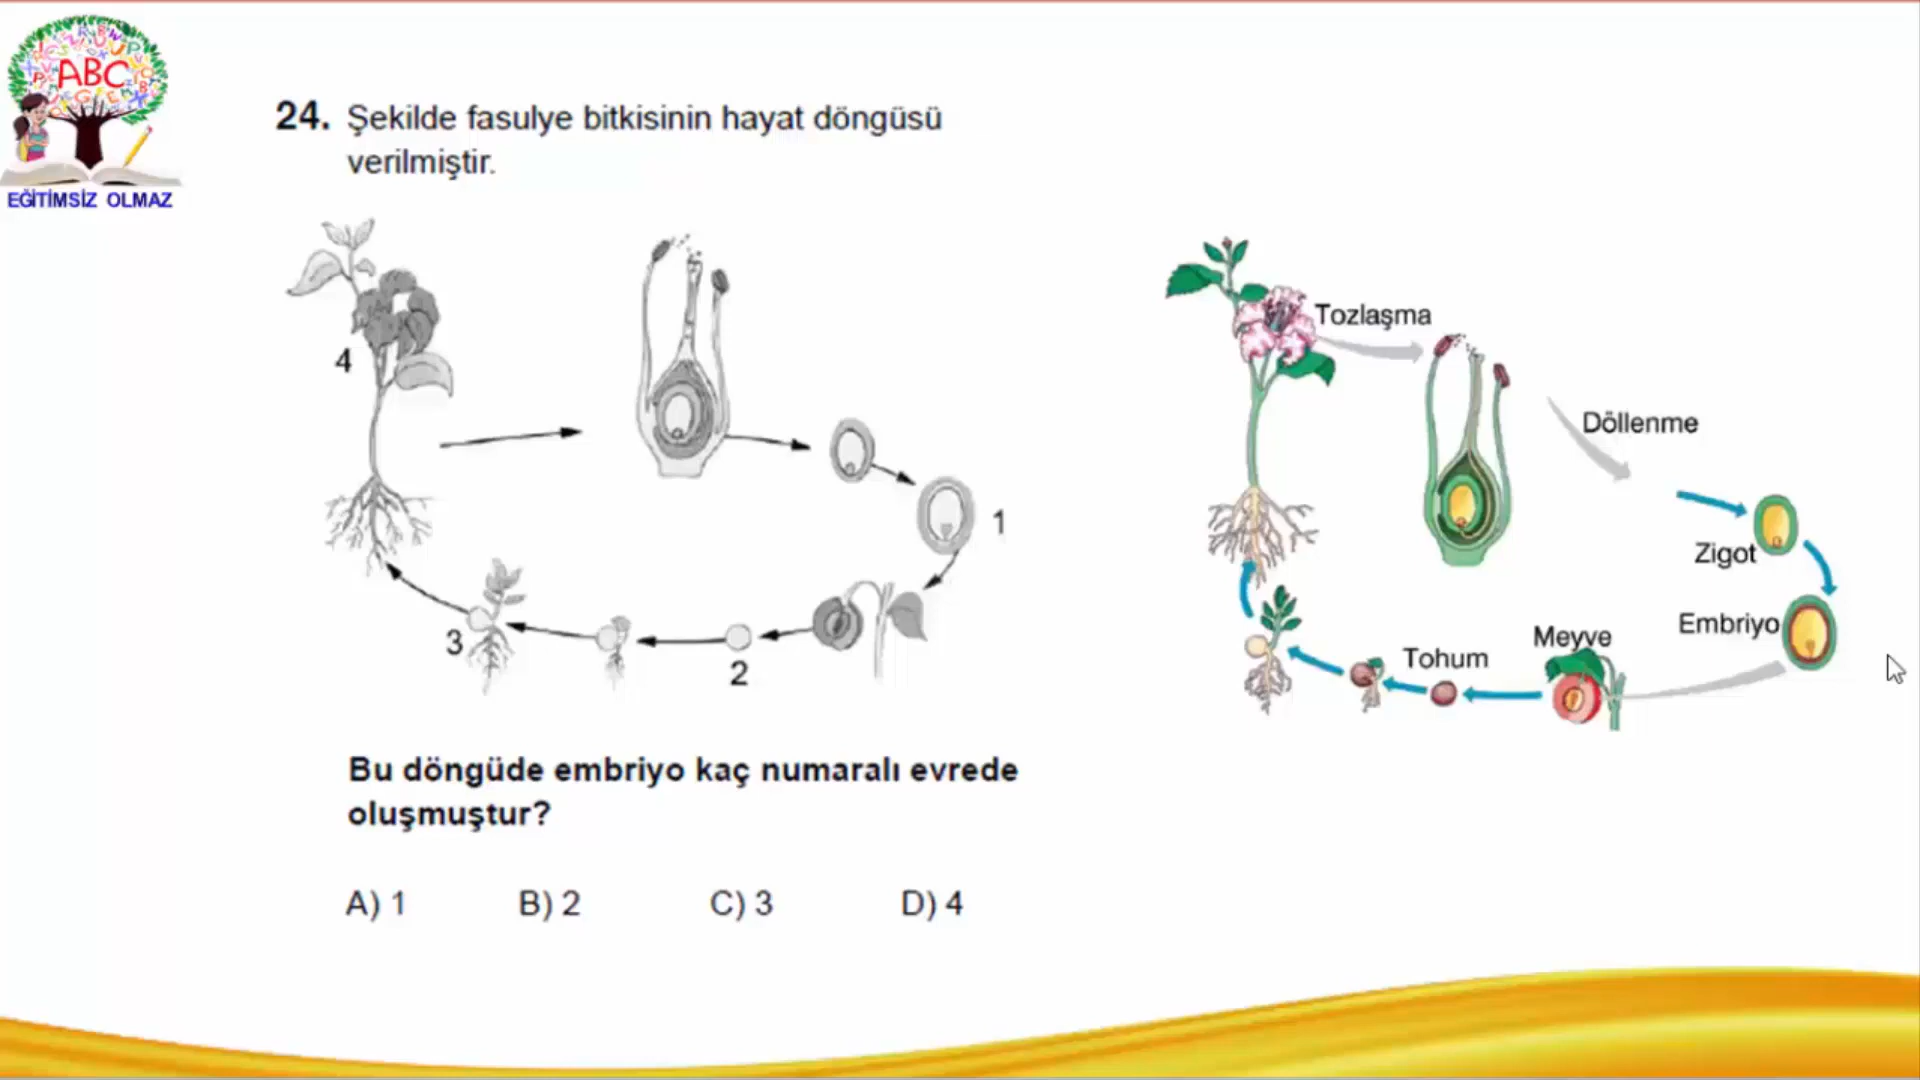 ABC
EĞİTİMSİZ OLMAZ
24. Şekilde fasulye bitkisinin hayat döngüsü
verilmiştir.
4
1
3
2
Tozlaşma
Döllenme
Zigot
Embriyo
Meyve
Tohum
Bu döngüde embriyo kaç numaralı evrede
oluşmuştur?
A) 1 B) 2 C) 3 D) 4